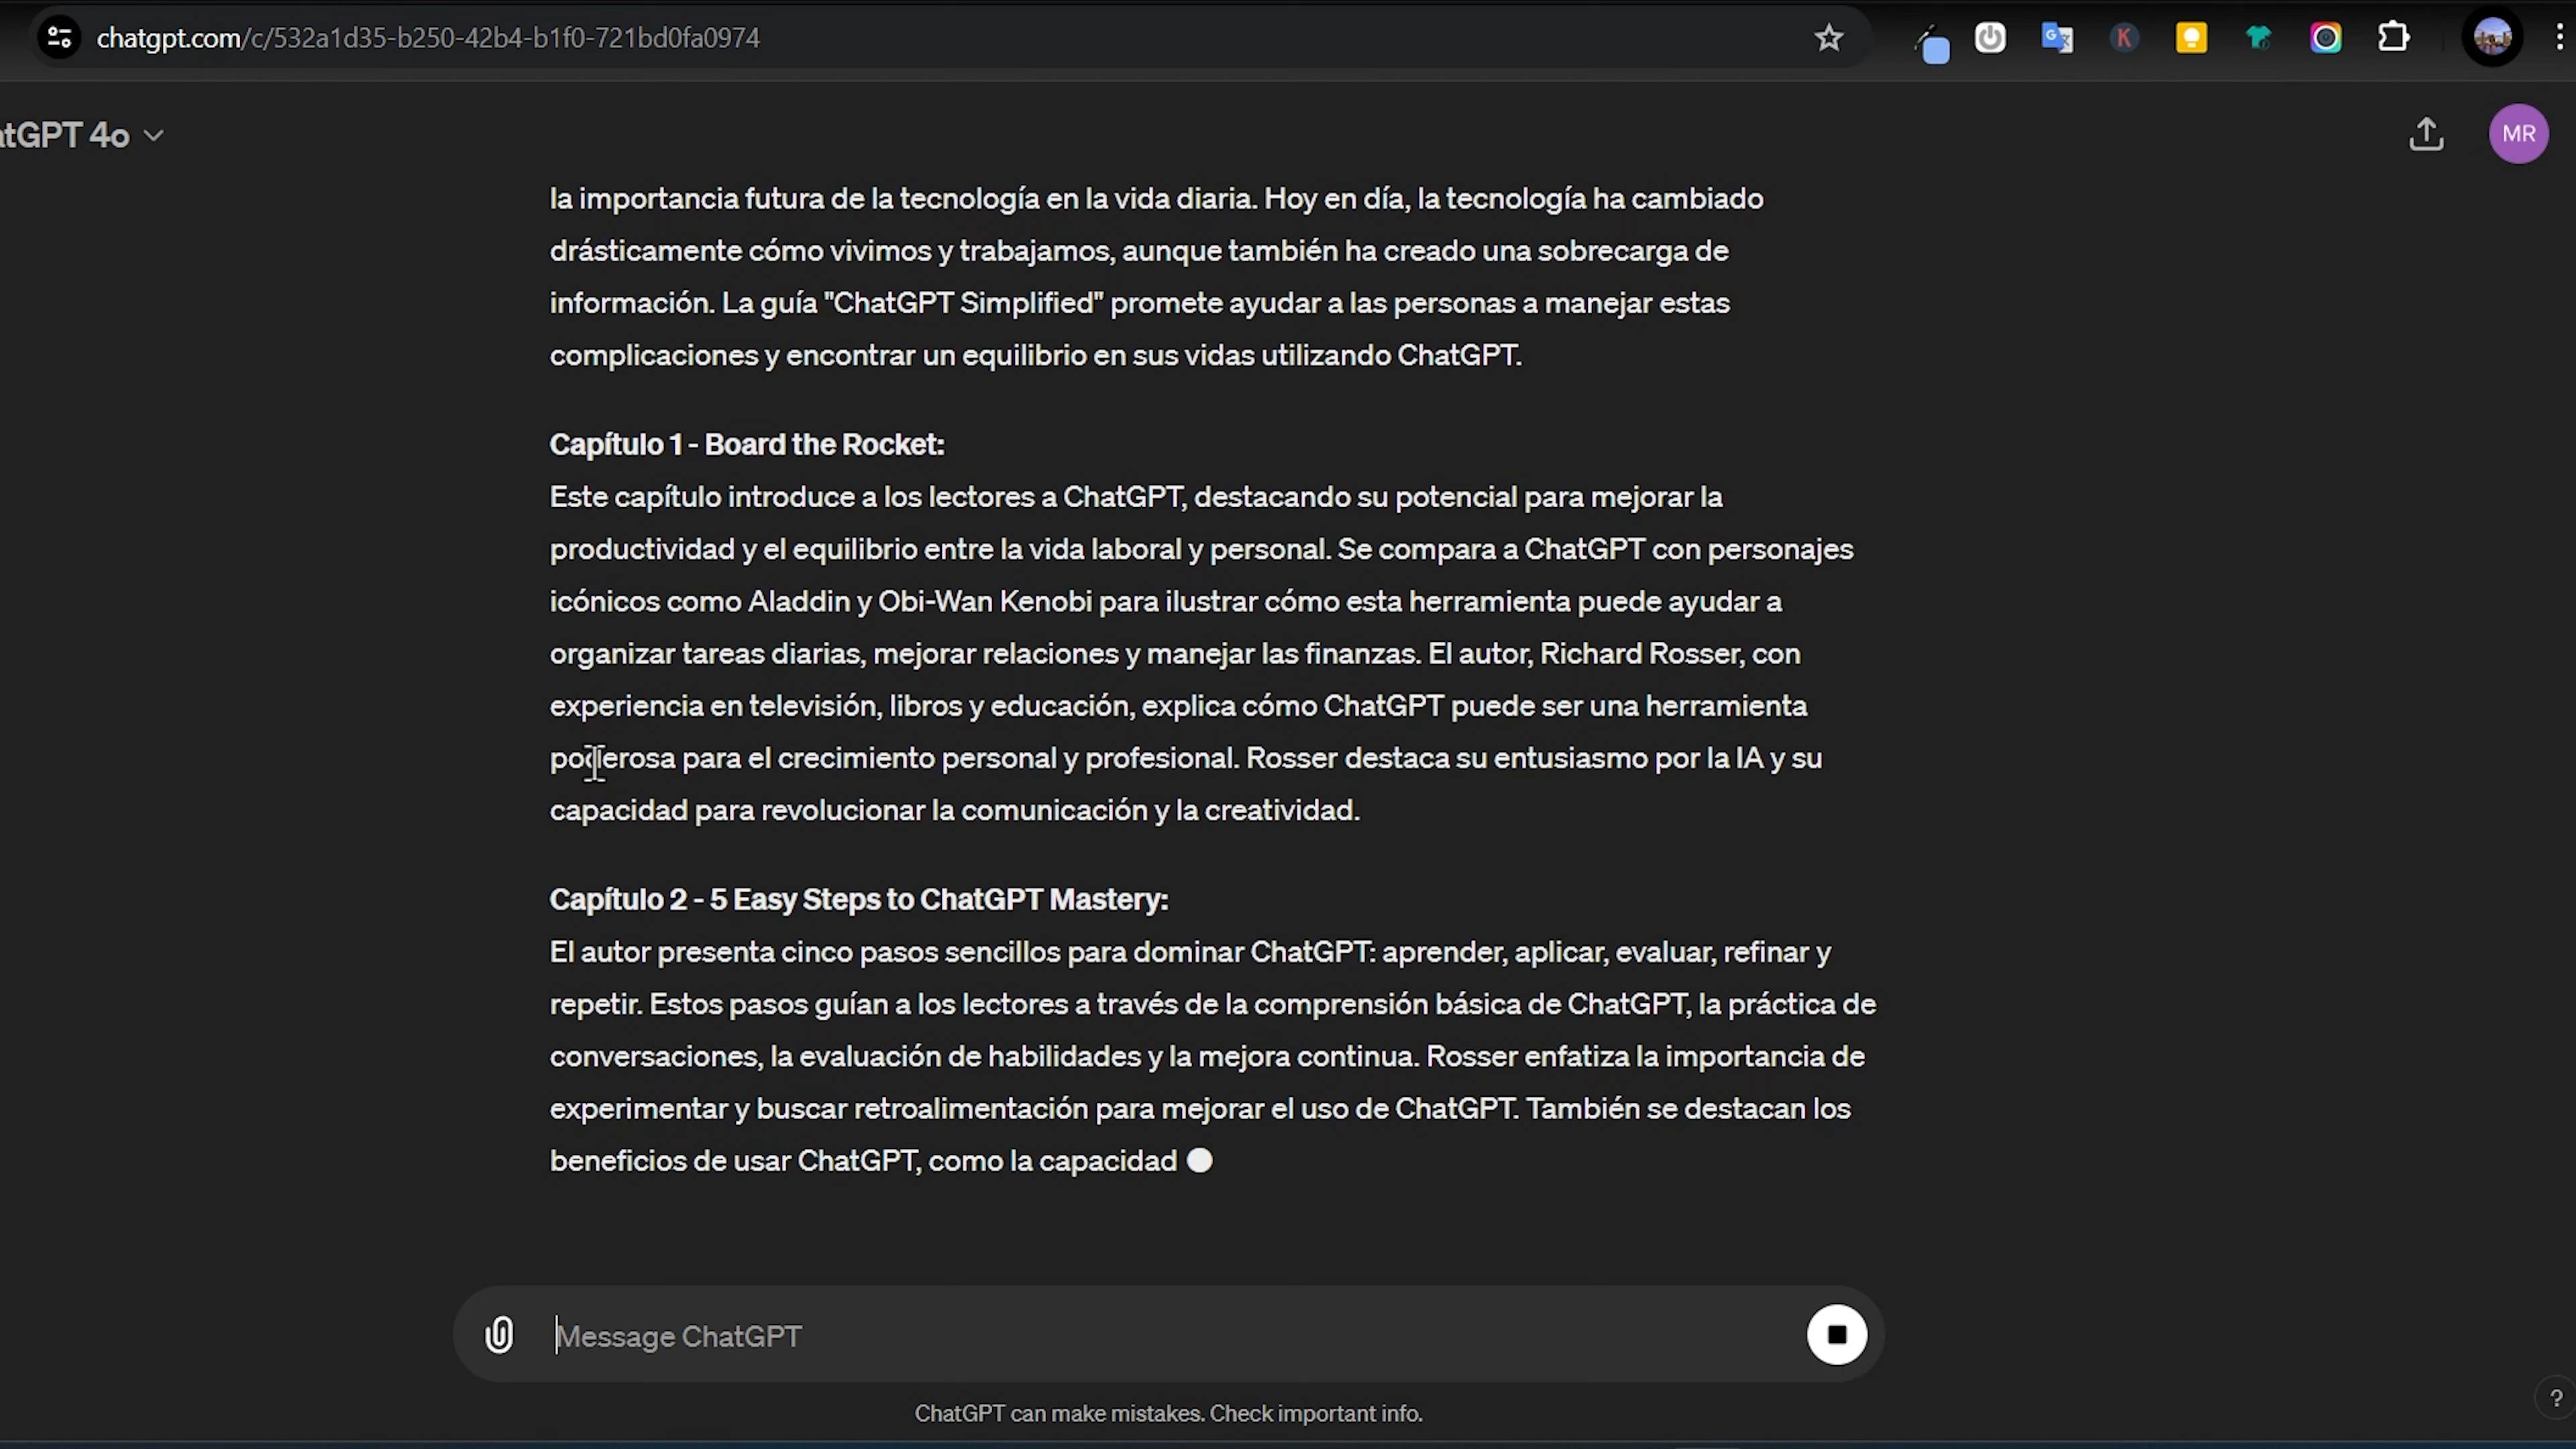 chatgpt.com/c/532a1d35-b250-42b4-b1f0-721bd0fa0974
atGPT 4o
MR
la importancia futura de la tecnología en la vida diaria. Hoy en día, la tecnología ha cambiado
drásticamente cómo vivimos y trabajamos, aunque también ha creado una sobrecarga de
información. La guía "ChatGPT Simplified" promete ayudar a las personas a manejar estas
complicaciones y encontrar un equilibrio en sus vidas utilizando ChatGPT.
Capítulo 1 - Board the Rocket:
Este capítulo introduce a los lectores a ChatGPT, destacando su potencial para mejorar la
productividad y el equilibrio entre la vida laboral y personal. Se compara a ChatGPT con personajes
icónicos como Aladdin y Obi-Wan Kenobi para ilustrar cómo esta herramienta puede ayudar a
organizar tareas diarias, mejorar relaciones y manejar las finanzas. El autor, Richard Rosser, con
experiencia en televisión, libros y educación, explica cómo ChatGPT puede ser una herramienta
poderosa para el crecimiento personal y profesional. Rosser destaca su entusiasmo por la IA y su
capacidad para revolucionar la comunicación y la creatividad.
Capítulo 2 - 5 Easy Steps to ChatGPT Mastery:
El autor presenta cinco pasos sencillos para dominar ChatGPT: aprender, aplicar, evaluar, refinar y
repetir. Estos pasos guían a los lectores a través de la comprensión básica de ChatGPT, la práctica de
conversaciones, la evaluación de habilidades y la mejora continua. Rosser enfatiza la importancia de
experimentar y buscar retroalimentación para mejorar el uso de ChatGPT. También se destacan los
beneficios de usar ChatGPT, como la capacidad
Message ChatGPT
ChatGPT can make mistakes. Check important info.
?